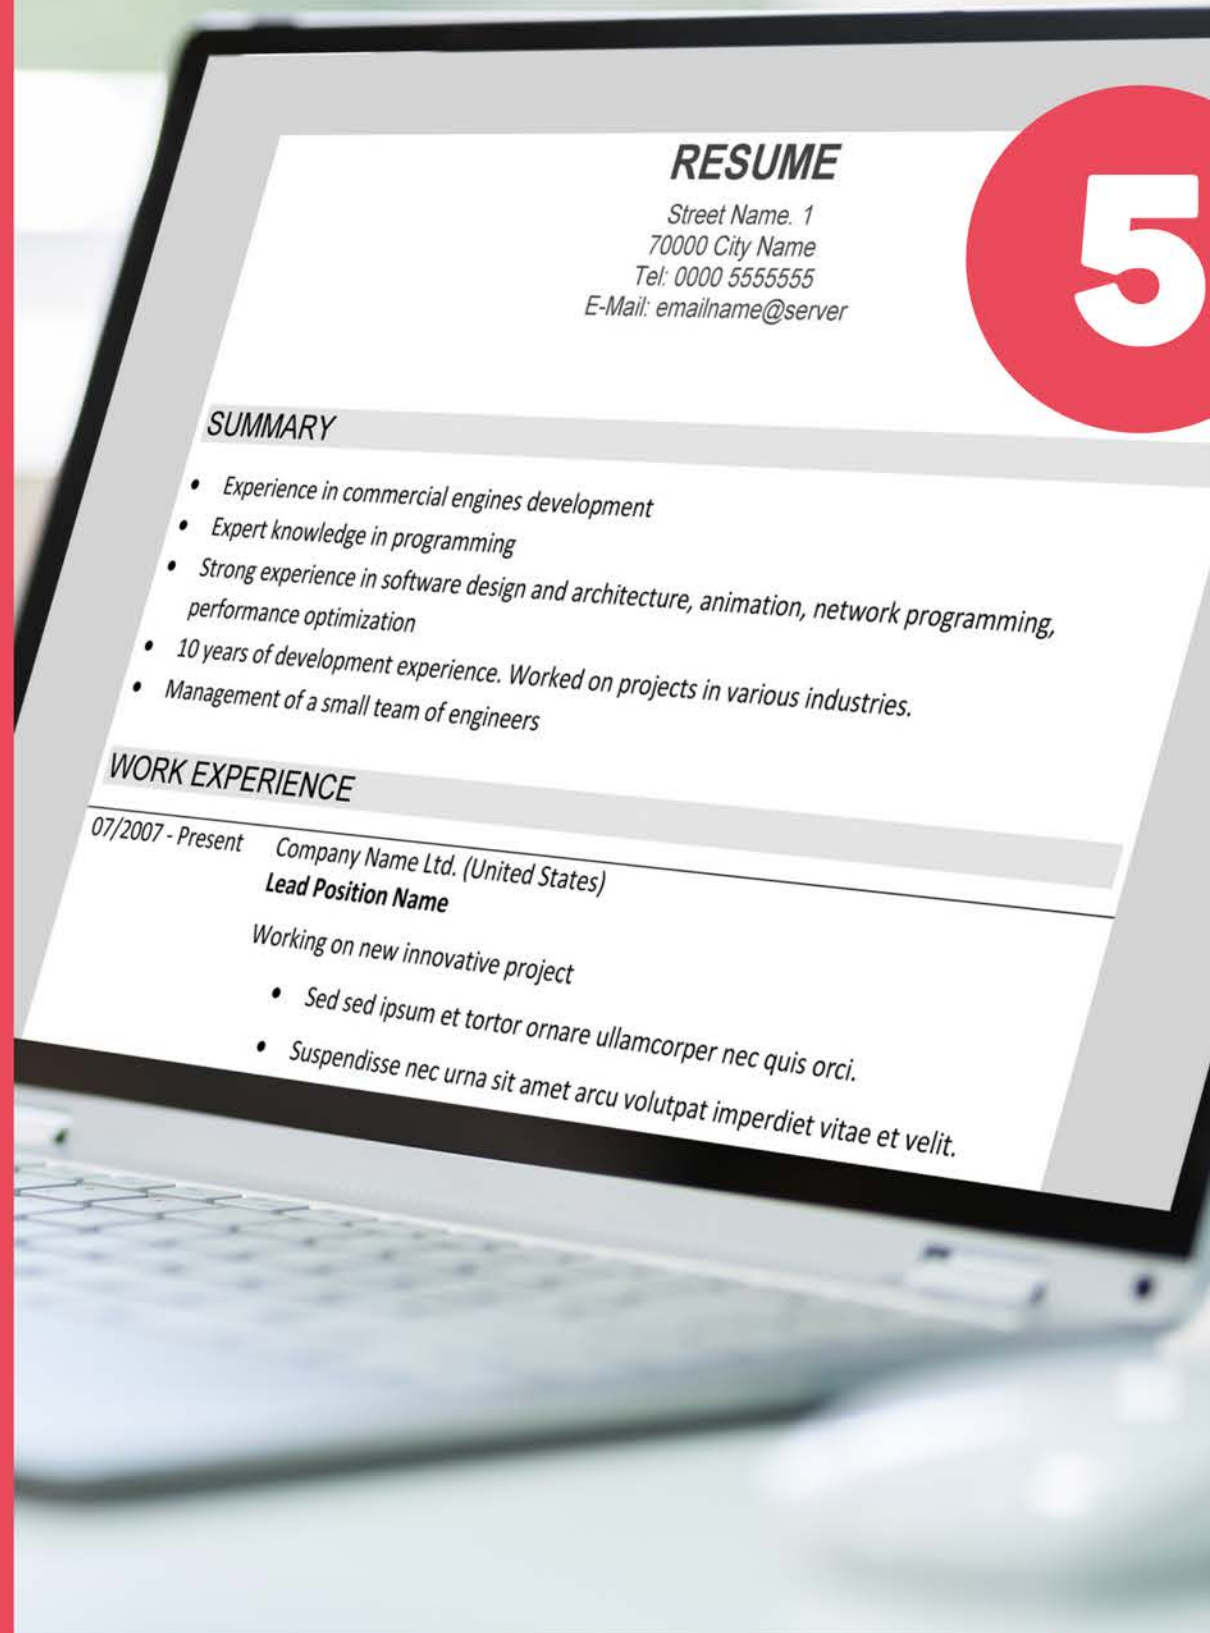 5
RESUME
Street Name. 1
70000 City Name
Tel: 0000 5555555
E-Mail: emailname@server
SUMMARY
• Experience in commercial engines development
• Expert knowledge in programming
• Strong experience in software design and architecture, animation, network programming,
performance optimization
• 10 years of development experience. Worked on projects in various industries.
• Management of a small team of engineers
WORK EXPERIENCE
07/2007 - Present Company Name Ltd. (United States)
Lead Position Name
Working on new innovative project
• Sed sed ipsum et tortor ornare ullamcorper nec quis orci.
• Suspendisse nec urna sit amet arcu volutpat imperdiet vitae et velit.